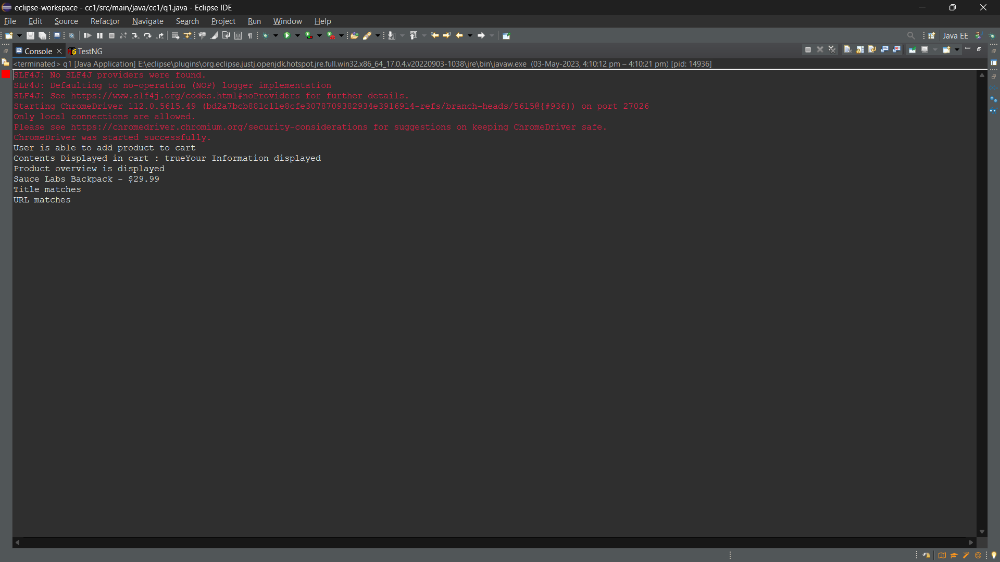 eclipse-workspace - cc1/src/main/java/cc1/q1.java - Eclipse IDE
File Edit Source Refactor Navigate Search Project Run Window Help
Java EE
Console TestNG
<terminated> q1 [Java Application] E:\eclipse\plugins\org.eclipse.justj.openjdk.hotspot.jre.full.win32.x86_64_17.0.4.v20220903-1038\jre\bin\javaw.exe (03-May-2023, 4:10:12 pm – 4:10:21 pm) [pid: 14936]
SLF4J: No SLF4J providers were found.
SLF4J: Defaulting to no-operation (NOP) logger implementation
SLF4J: See https://www.slf4j.org/codes.html#noProviders for further details.
Starting ChromeDriver 112.0.5615.49 (bd2a7bcb881c11e8cfe3078709382934e3916914-refs/branch-heads/5615@{#936}) on port 27026
Only local connections are allowed.
Please see https://chromedriver.chromium.org/security-considerations for suggestions on keeping ChromeDriver safe.
ChromeDriver was started successfully.
User is able to add product to cart
Contents Displayed in cart : trueYour Information displayed
Product overview is displayed
Sauce Labs Backpack - $29.99
Title matches
URL matches